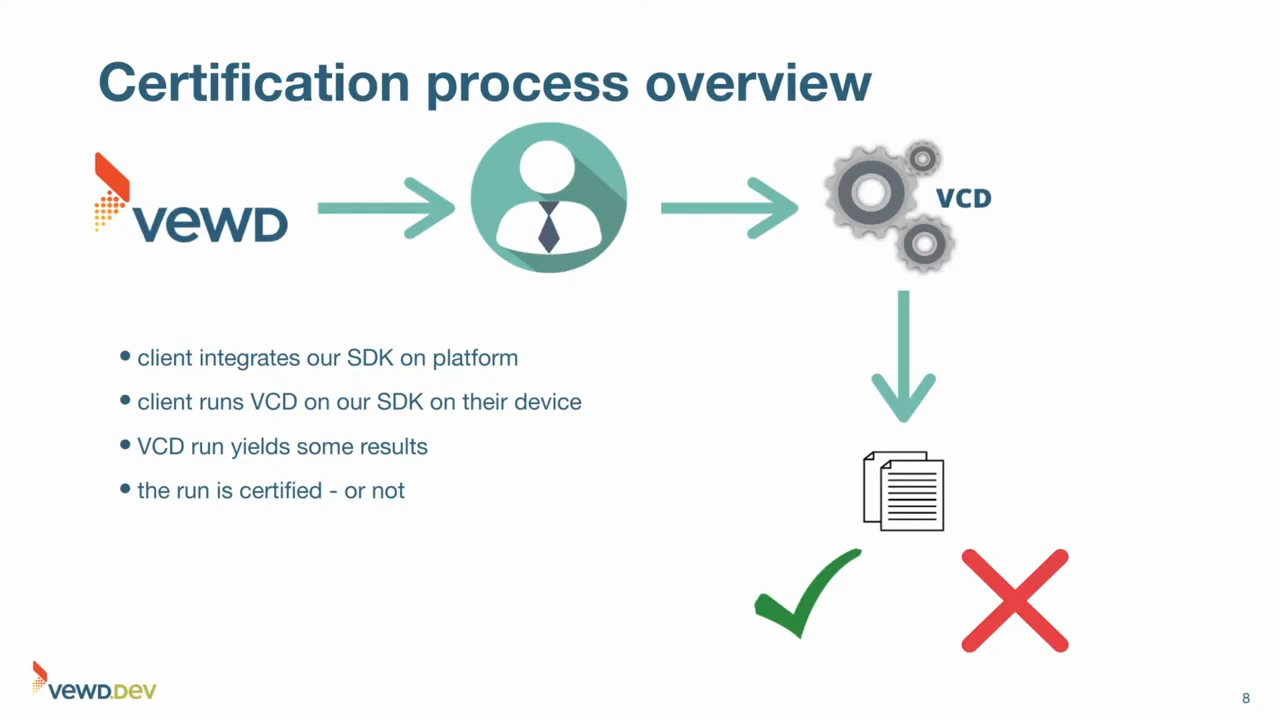 Certification process overview
vewd
VCD
• client integrates our SDK on platform
• client runs VCD on our SDK on their device
• VCD run yields some results
• the run is certified - or not
vewd.DEV
8